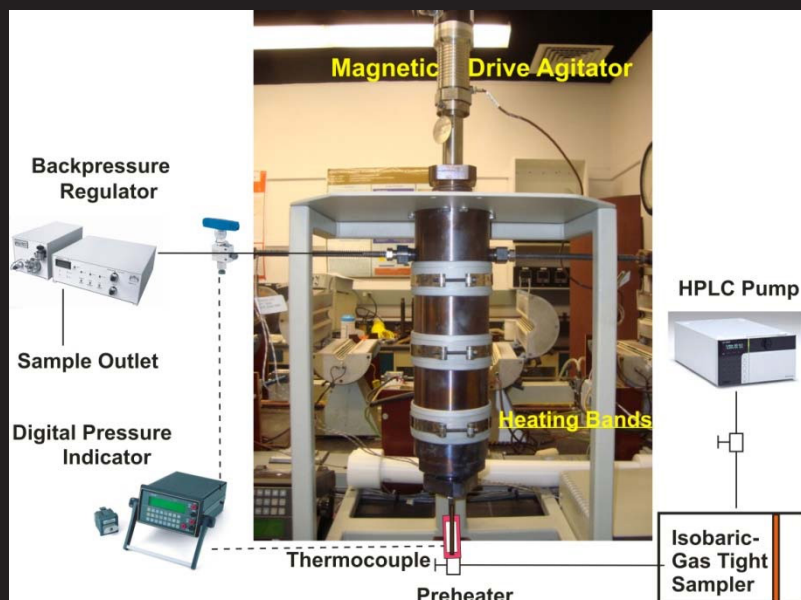 Magnetic Drive Agitator
Backpressure
Regulator
HPLC Pump
Sample Outlet
Heating Bands
Digital Pressure
Indicator
Thermocouple
Isobaric-
Gas Tight
Sampler
Preheater